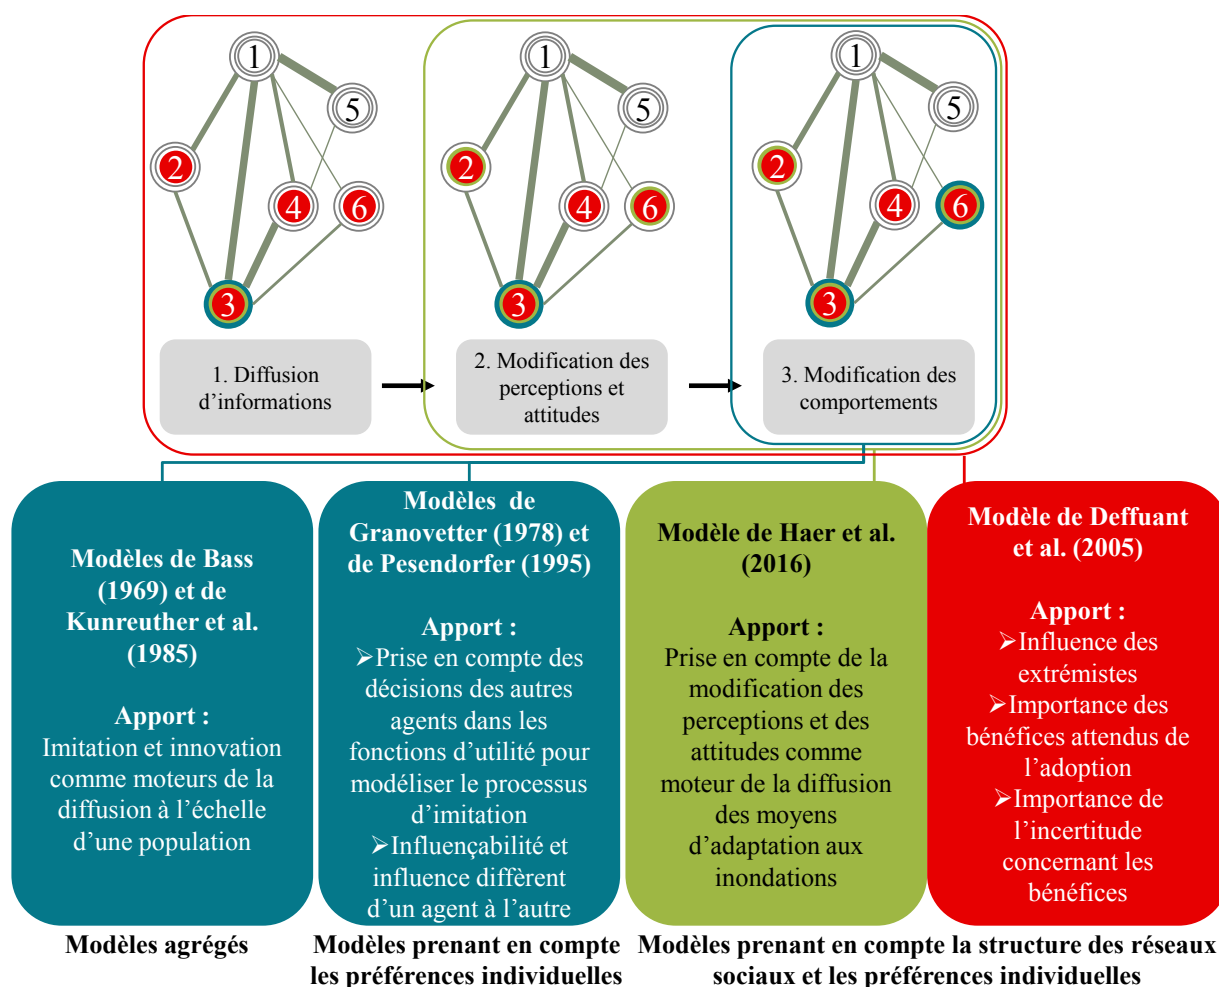 1
5
2
4
6
3
1
5
2
4
6
3
1
5
2
4
6
3
1. Diffusion
d’informations
2. Modification des
perceptions et
attitudes
3. Modification des
comportements
Modèles de Bass
(1969) et de
Kunreuther et al.
(1985)
Apport :
Imitation et innovation
comme moteurs de la
diffusion à l’échelle
d’une population
Modèles de
Granovetter (1978) et
de Pesendorfer (1995)
Apport :
➢Prise en compte des
décisions des autres
agents dans les
fonctions d’utilité pour
modéliser le processus
d’imitation
➢Influençabilité et
influence diffèrent
d’un agent à l’autre
Modèle de Haer et al.
(2016)
Apport :
Prise en compte de la
modification des
perceptions et des
attitudes comme
moteur de la diffusion
des moyens
d’adaptation aux
inondations
Modèle de Deffuant
et al. (2005)
Apport :
➢Influence des
extrémistes
➢Importance des
bénéfices attendus de
l’adoption
➢Importance de
l’incertitude
concernant les
bénéfices
Modèles agrégés
Modèles prenant en compte
les préférences individuelles
Modèles prenant en compte la structure des réseaux
sociaux et les préférences individuelles